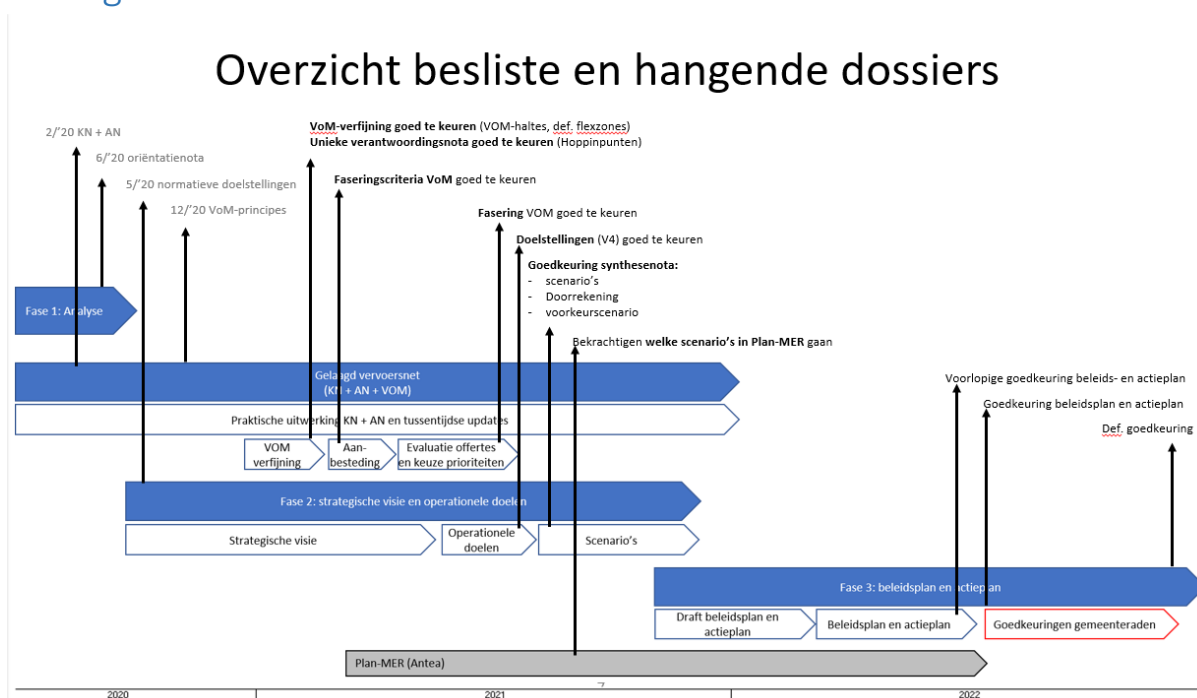 Overzicht besliste en hangende dossiers
2/'20 KN + AN
6/'20 oriëntatienota
5/'20 normatieve doelstellingen
12/'20 VoM-principes
VoM-verfijning goed te keuren (VOM-haltes, def. flexzones)
Unieke verantwoordingsnota goed te keuren (Hoppinpunten)
Faseringscriteria VoM goed te keuren
Fasering VOM goed te keuren
Doelstellingen (V4) goed te keuren
Goedkeuring synthesenota:
- scenario's
- Doorrekening
- voorkeurscenario
Bekrachtigen welke scenario's in Plan-MER gaan
Voorlopige goedkeuring beleids- en actieplan
Goedkeuring beleidsplan en actieplan
Def. goedkeuring
Fase 1: Analyse
Gelaagd vervoersnet
(KN + AN + VOM)
Praktische uitwerking KN + AN en tussentijdse updates
VOM
verfijning
Aan-
besteding
Evaluatie offertes
en keuze prioriteiten
Fase 2: strategische visie en operationele doelen
Strategische visie
Operationele
doelen
Scenario's
Fase 3: beleidsplan en actieplan
Draft beleidsplan en
actieplan
Beleidsplan en actieplan
Goedkeuringen gemeenteraden
Plan-MER (Antea)
2020
2021
2022